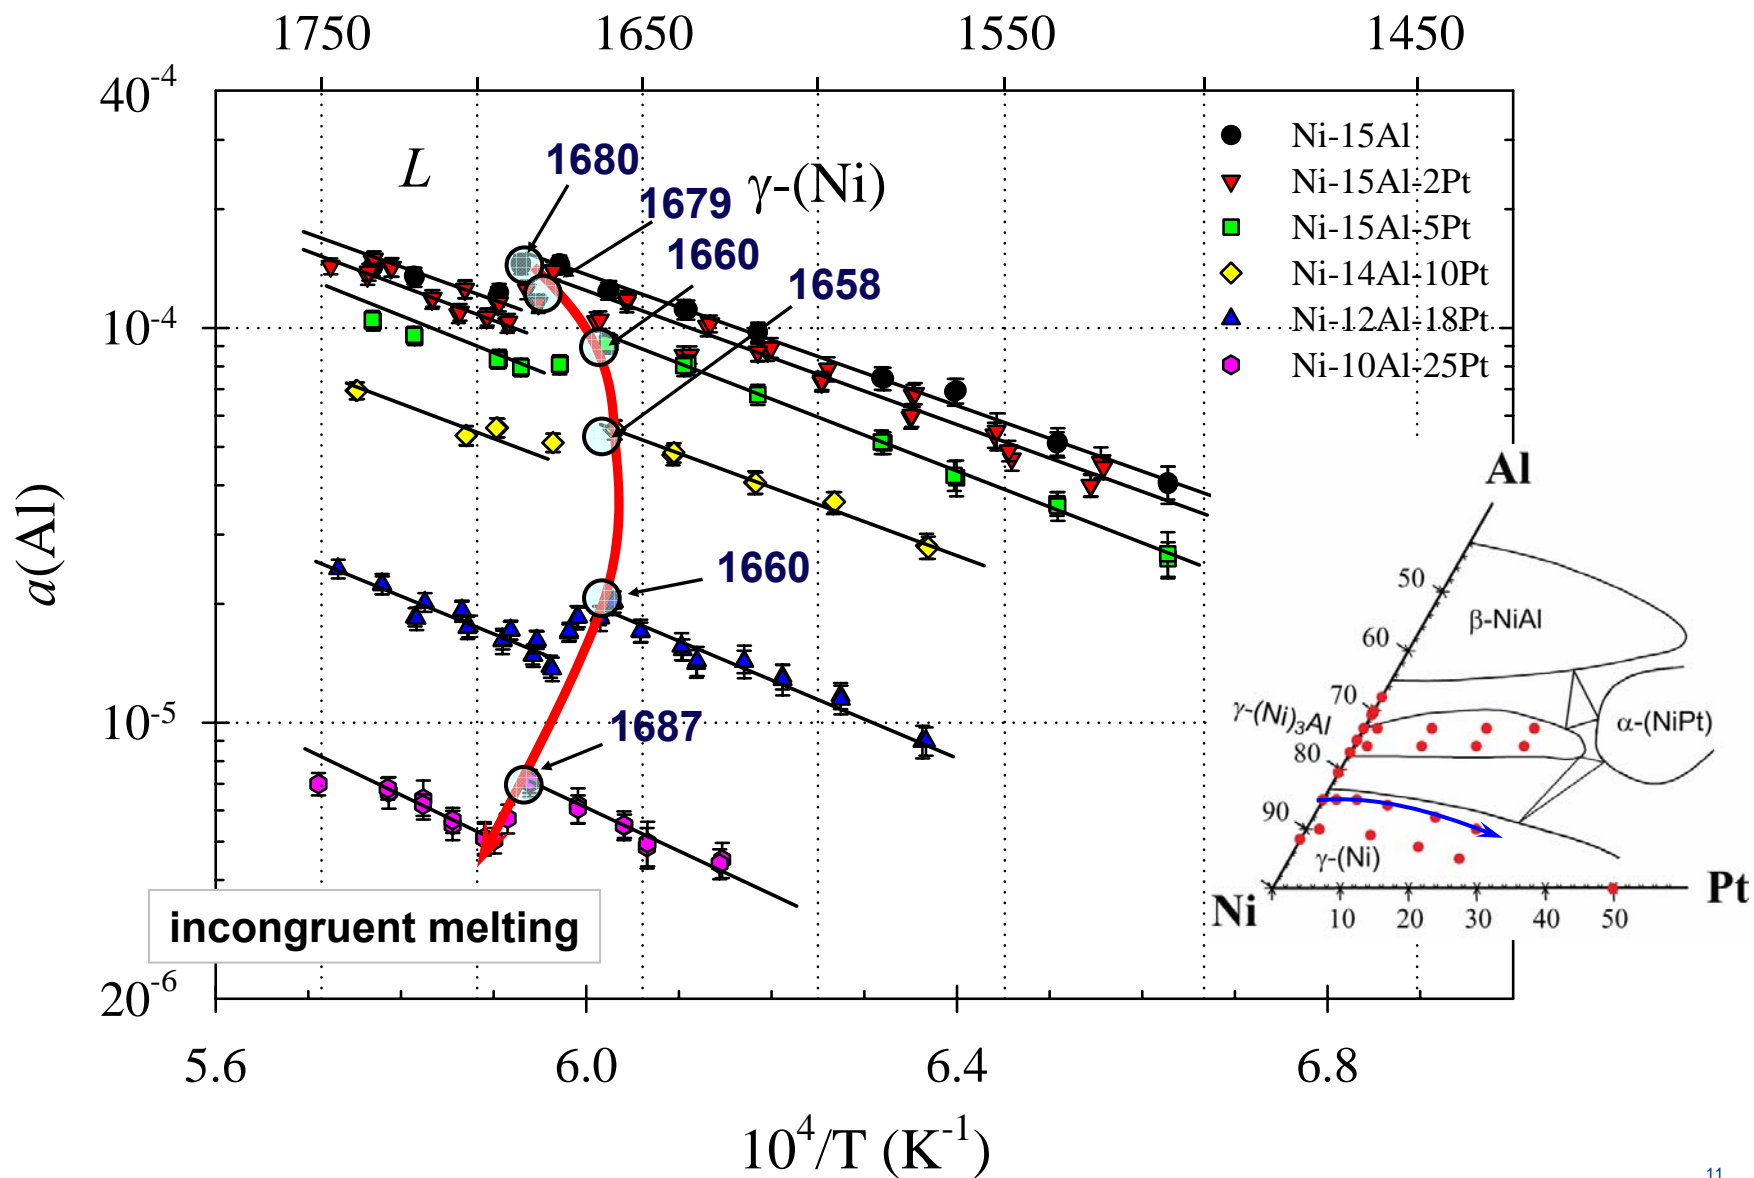 1750 1650 1550 1450
40⁻⁴
10⁻⁴
10⁻⁵
20⁻⁶
a(Al)
L
γ-(Ni)
1680
1679
1660
1658
1660
1687
incongruent melting
Ni-15Al
Ni-15Al-2Pt
Ni-15Al-5Pt
Ni-14Al-10Pt
Ni-12Al-18Pt
Ni-10Al-25Pt
Al
50
β-NiAl
60
70
γ-(Ni)₃Al
α-(NiPt)
80
90
γ-(Ni)
Ni
Pt
10 20 30 40 50
5.6 6.0 6.4 6.8
10⁴/T (K⁻¹)
11